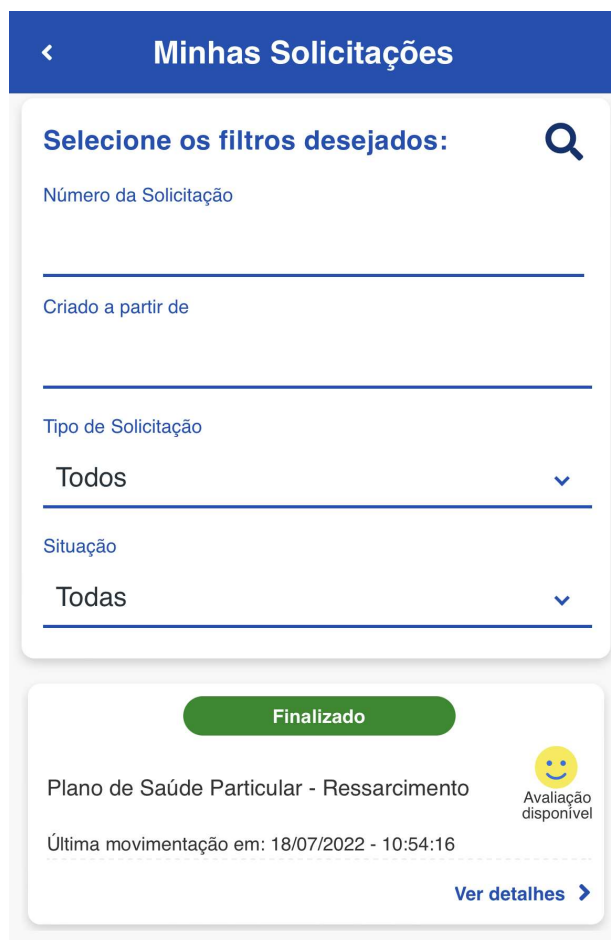 Minhas Solicitações
Selecione os filtros desejados:
Número da Solicitação
Criado a partir de
Tipo de Solicitação
Todos
Situação
Todas
Finalizado
Plano de Saúde Particular - Ressarcimento
Avaliação
disponível
Última movimentação em: 18/07/2022 - 10:54:16
Ver detalhes